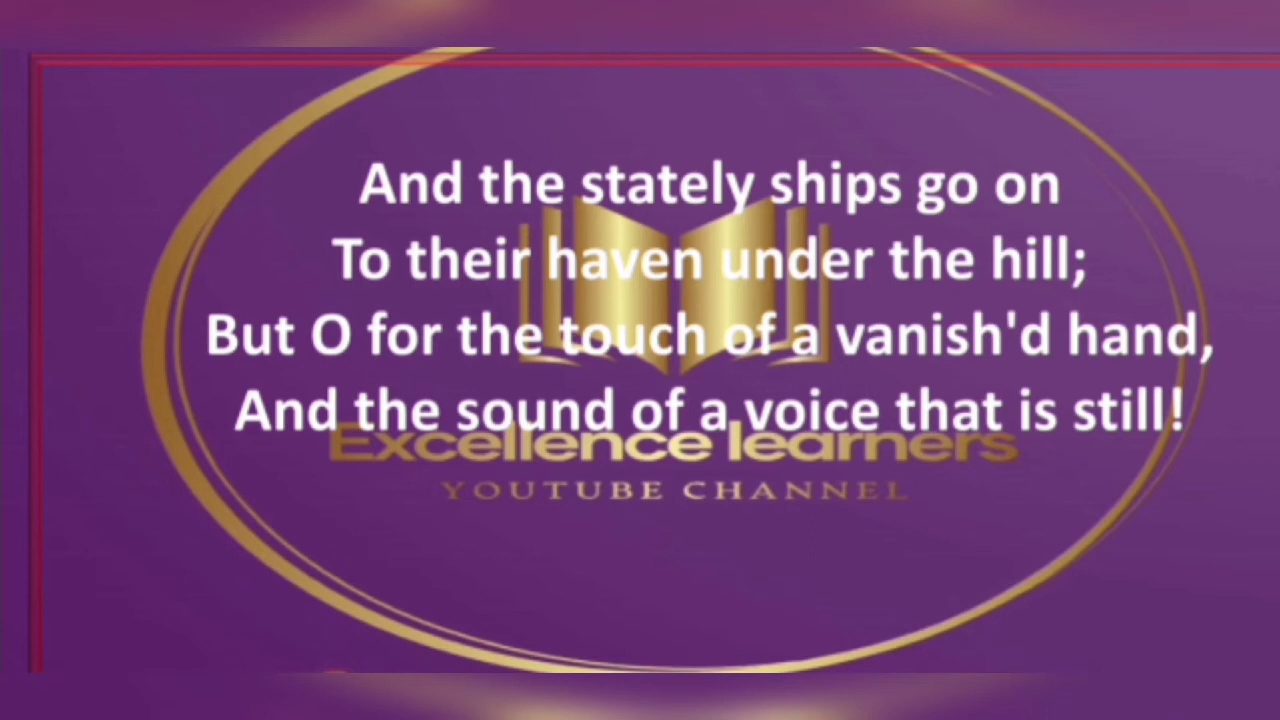 And the stately ships go on
To their haven under the hill;
But O for the touch of a vanish'd hand,
And the sound of a voice that is still!
Excellence learners
YOUTUBE CHANNEL